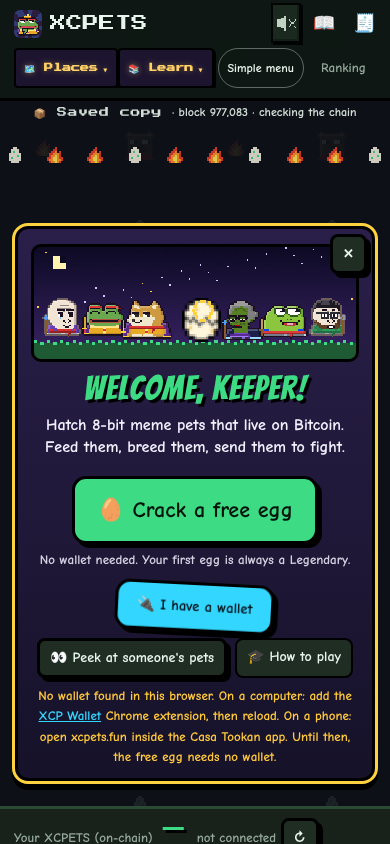 XCPETS
Places ▾ Learn ▾ Simple menu Ranking
Saved copy · block 977,083 · checking the chain
×
WELCOME, KEEPER!
Hatch 8-bit meme pets that live on Bitcoin.
Feed them, breed them, send them to fight.
Crack a free egg
No wallet needed. Your first egg is always a Legendary.
I have a wallet
Peek at someone's pets How to play
No wallet found in this browser. On a computer: add the
XCP Wallet Chrome extension, then reload. On a phone:
open xcpets.fun inside the Casa Tookan app. Until then,
the free egg needs no wallet.
Your XCPETS (on-chain) — not connected ↻